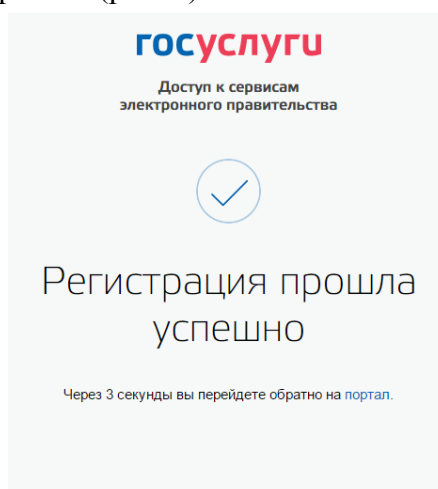 госуслуги
Доступ к сервисам
электронного правительства
Регистрация прошла
успешно
Через 3 секунды вы перейдете обратно на портал.